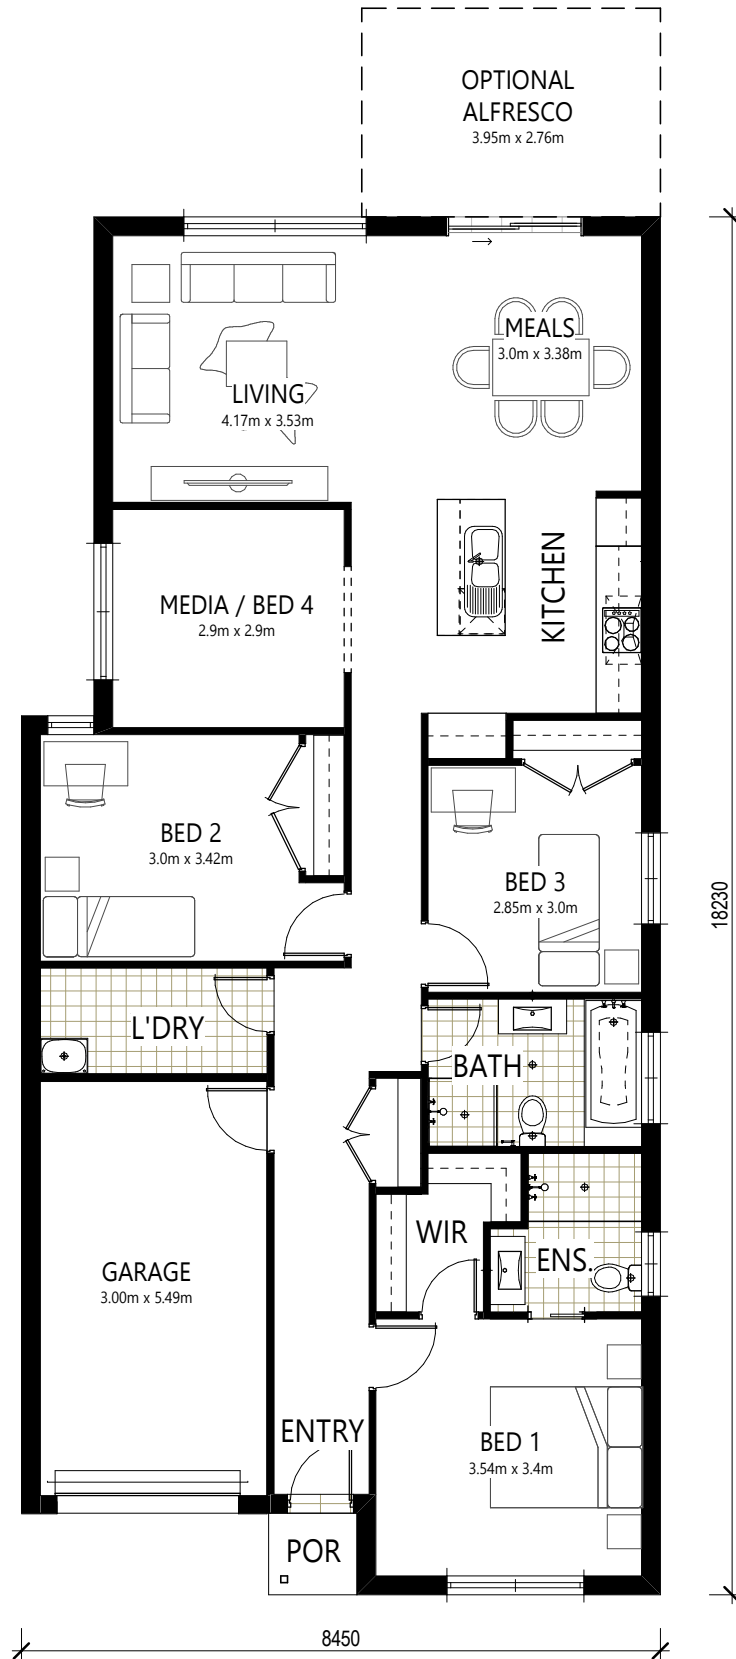 OPTIONAL
ALFRESCO
3.95m x 2.76m
MEALS
3.0m x 3.38m
LIVING
4.17m x 3.53m
KITCHEN
MEDIA / BED 4
2.9m x 2.9m
BED 2
3.0m x 3.42m
BED 3
2.85m x 3.0m
18230
L'DRY
BATH
WIR
ENS.
GARAGE
3.00m x 5.49m
ENTRY
BED 1
3.54m x 3.4m
POR
8450